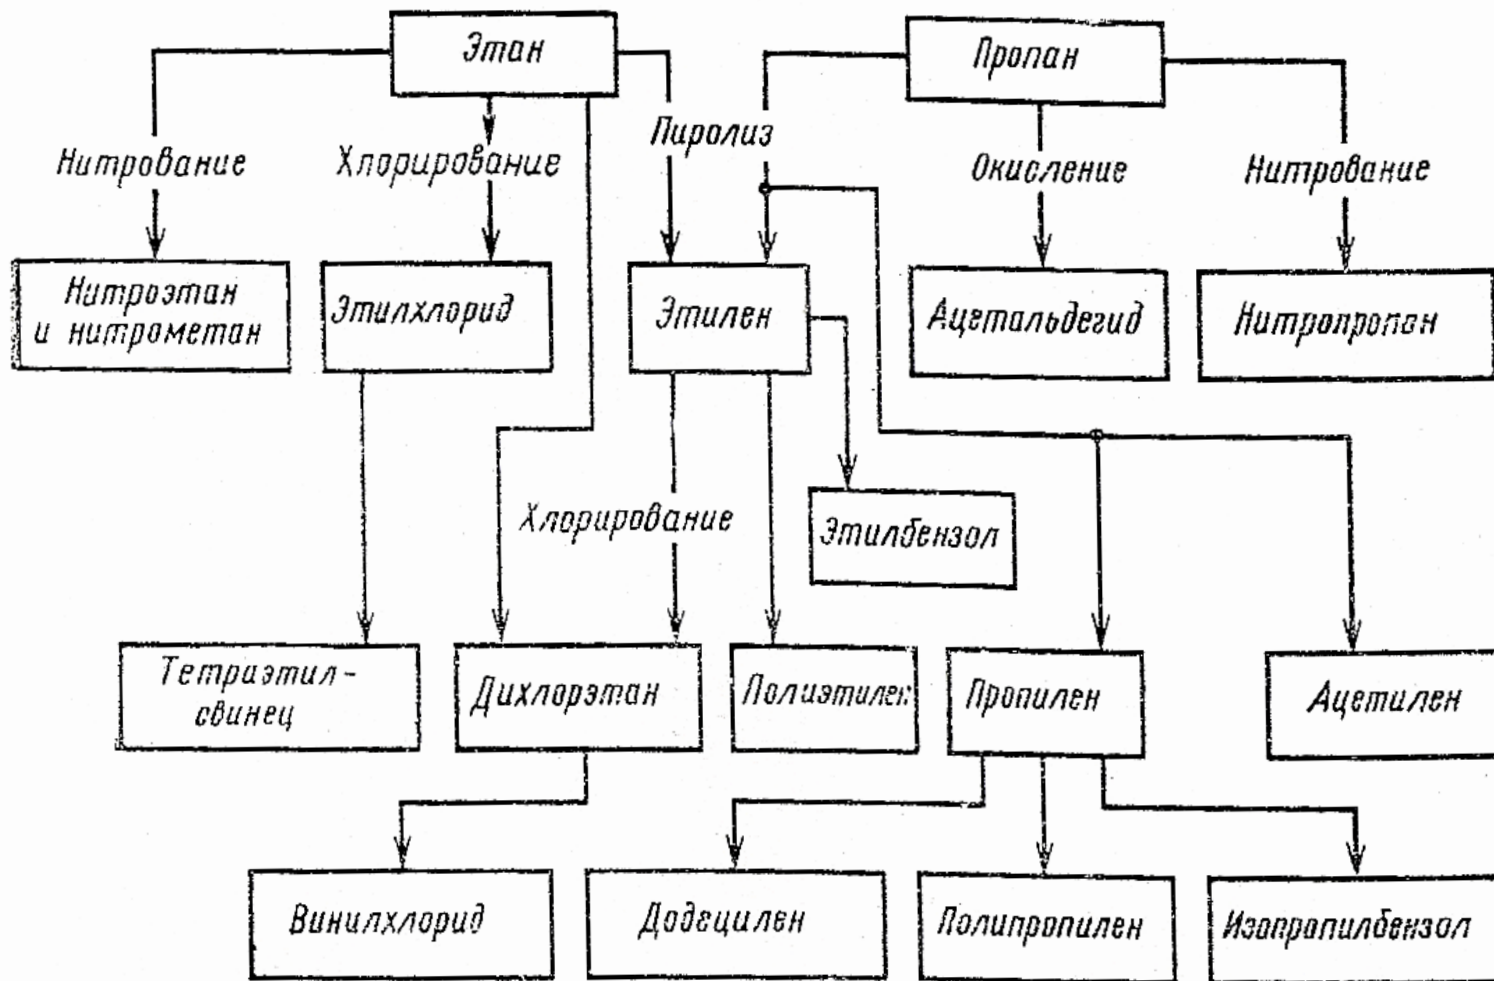 Этан
Пропан
Пиролиз
Нитрование
Хлорирование
Окисление
Нитрование
Нитроэтан
и нитрометан
Этилхлорид
Этилен
Ацетальдегид
Нитропропан
Хлорирование
Этилбензол
Тетраэтил-
свинец
Дихлорэтан
Полиэтилен
Пропилен
Ацетилен
Винилхлорид
Додецилен
Полипропилен
Изопропилбензол